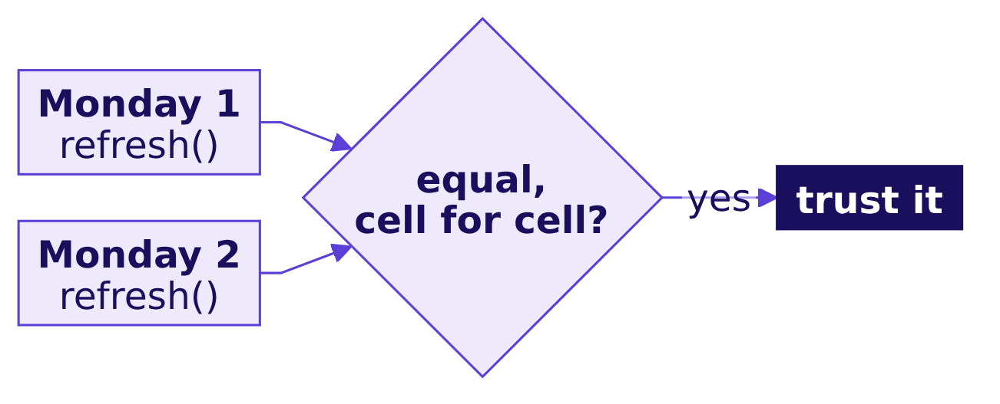 Monday 1
refresh()
Monday 2
refresh()
equal,
cell for cell?
yes
trust it